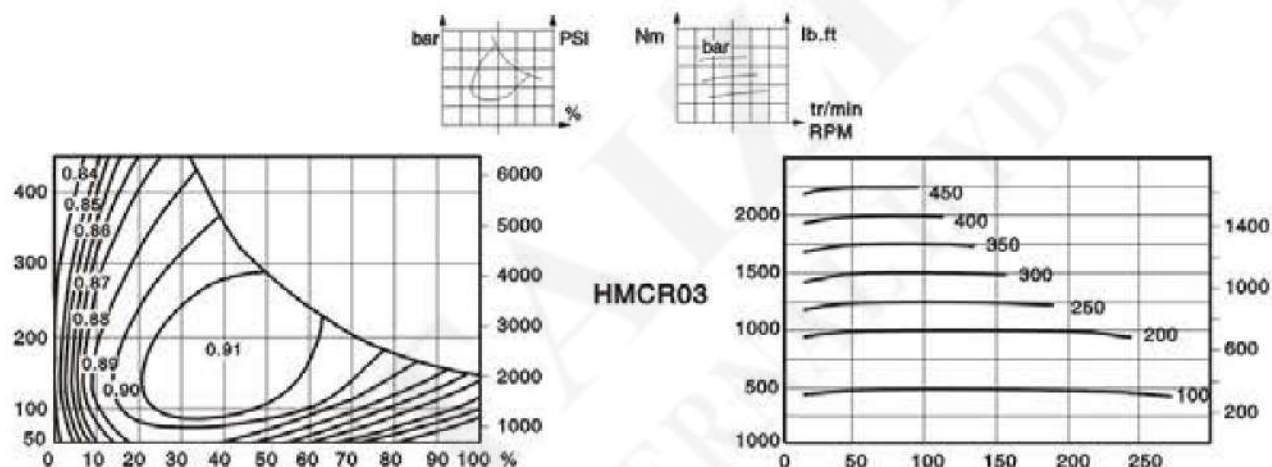 bar PSI Nm bar lb.ft
% tr/min
RPM
0.84 6000
400 0.85 2000 450
0.86 5000 400 1400
300 0.87 4000 350
HMCR03 1500 300 1000
0.88 3000 250
200 0.91 1000 200 600
0.89 2000
0.90 500 100
100 1000 200
50 1000
0 10 20 30 40 50 60 70 80 90 100 % 0 50 100 150 200 250